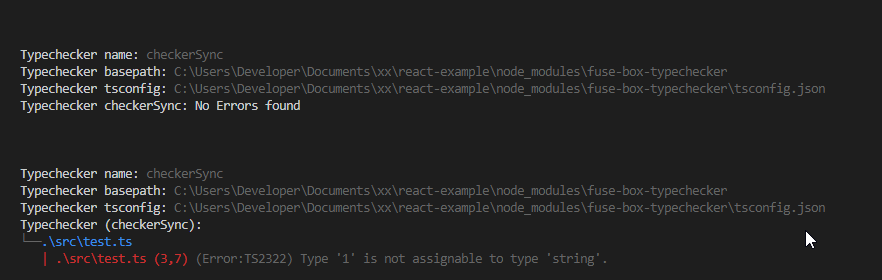 Typechecker name: checkerSync
Typechecker basepath: C:\Users\Developer\Documents\xx\react-example\node_modules\fuse-box-typechecker
Typechecker tsconfig: C:\Users\Developer\Documents\xx\react-example\node_modules\fuse-box-typechecker\tsconfig.json
Typechecker checkerSync: No Errors found
Typechecker name: checkerSync
Typechecker basepath: C:\Users\Developer\Documents\xx\react-example\node_modules\fuse-box-typechecker
Typechecker tsconfig: C:\Users\Developer\Documents\xx\react-example\node_modules\fuse-box-typechecker\tsconfig.json
Typechecker (checkerSync):
└──.\src\test.ts
   | .\src\test.ts (3,7) (Error:TS2322) Type '1' is not assignable to type 'string'.